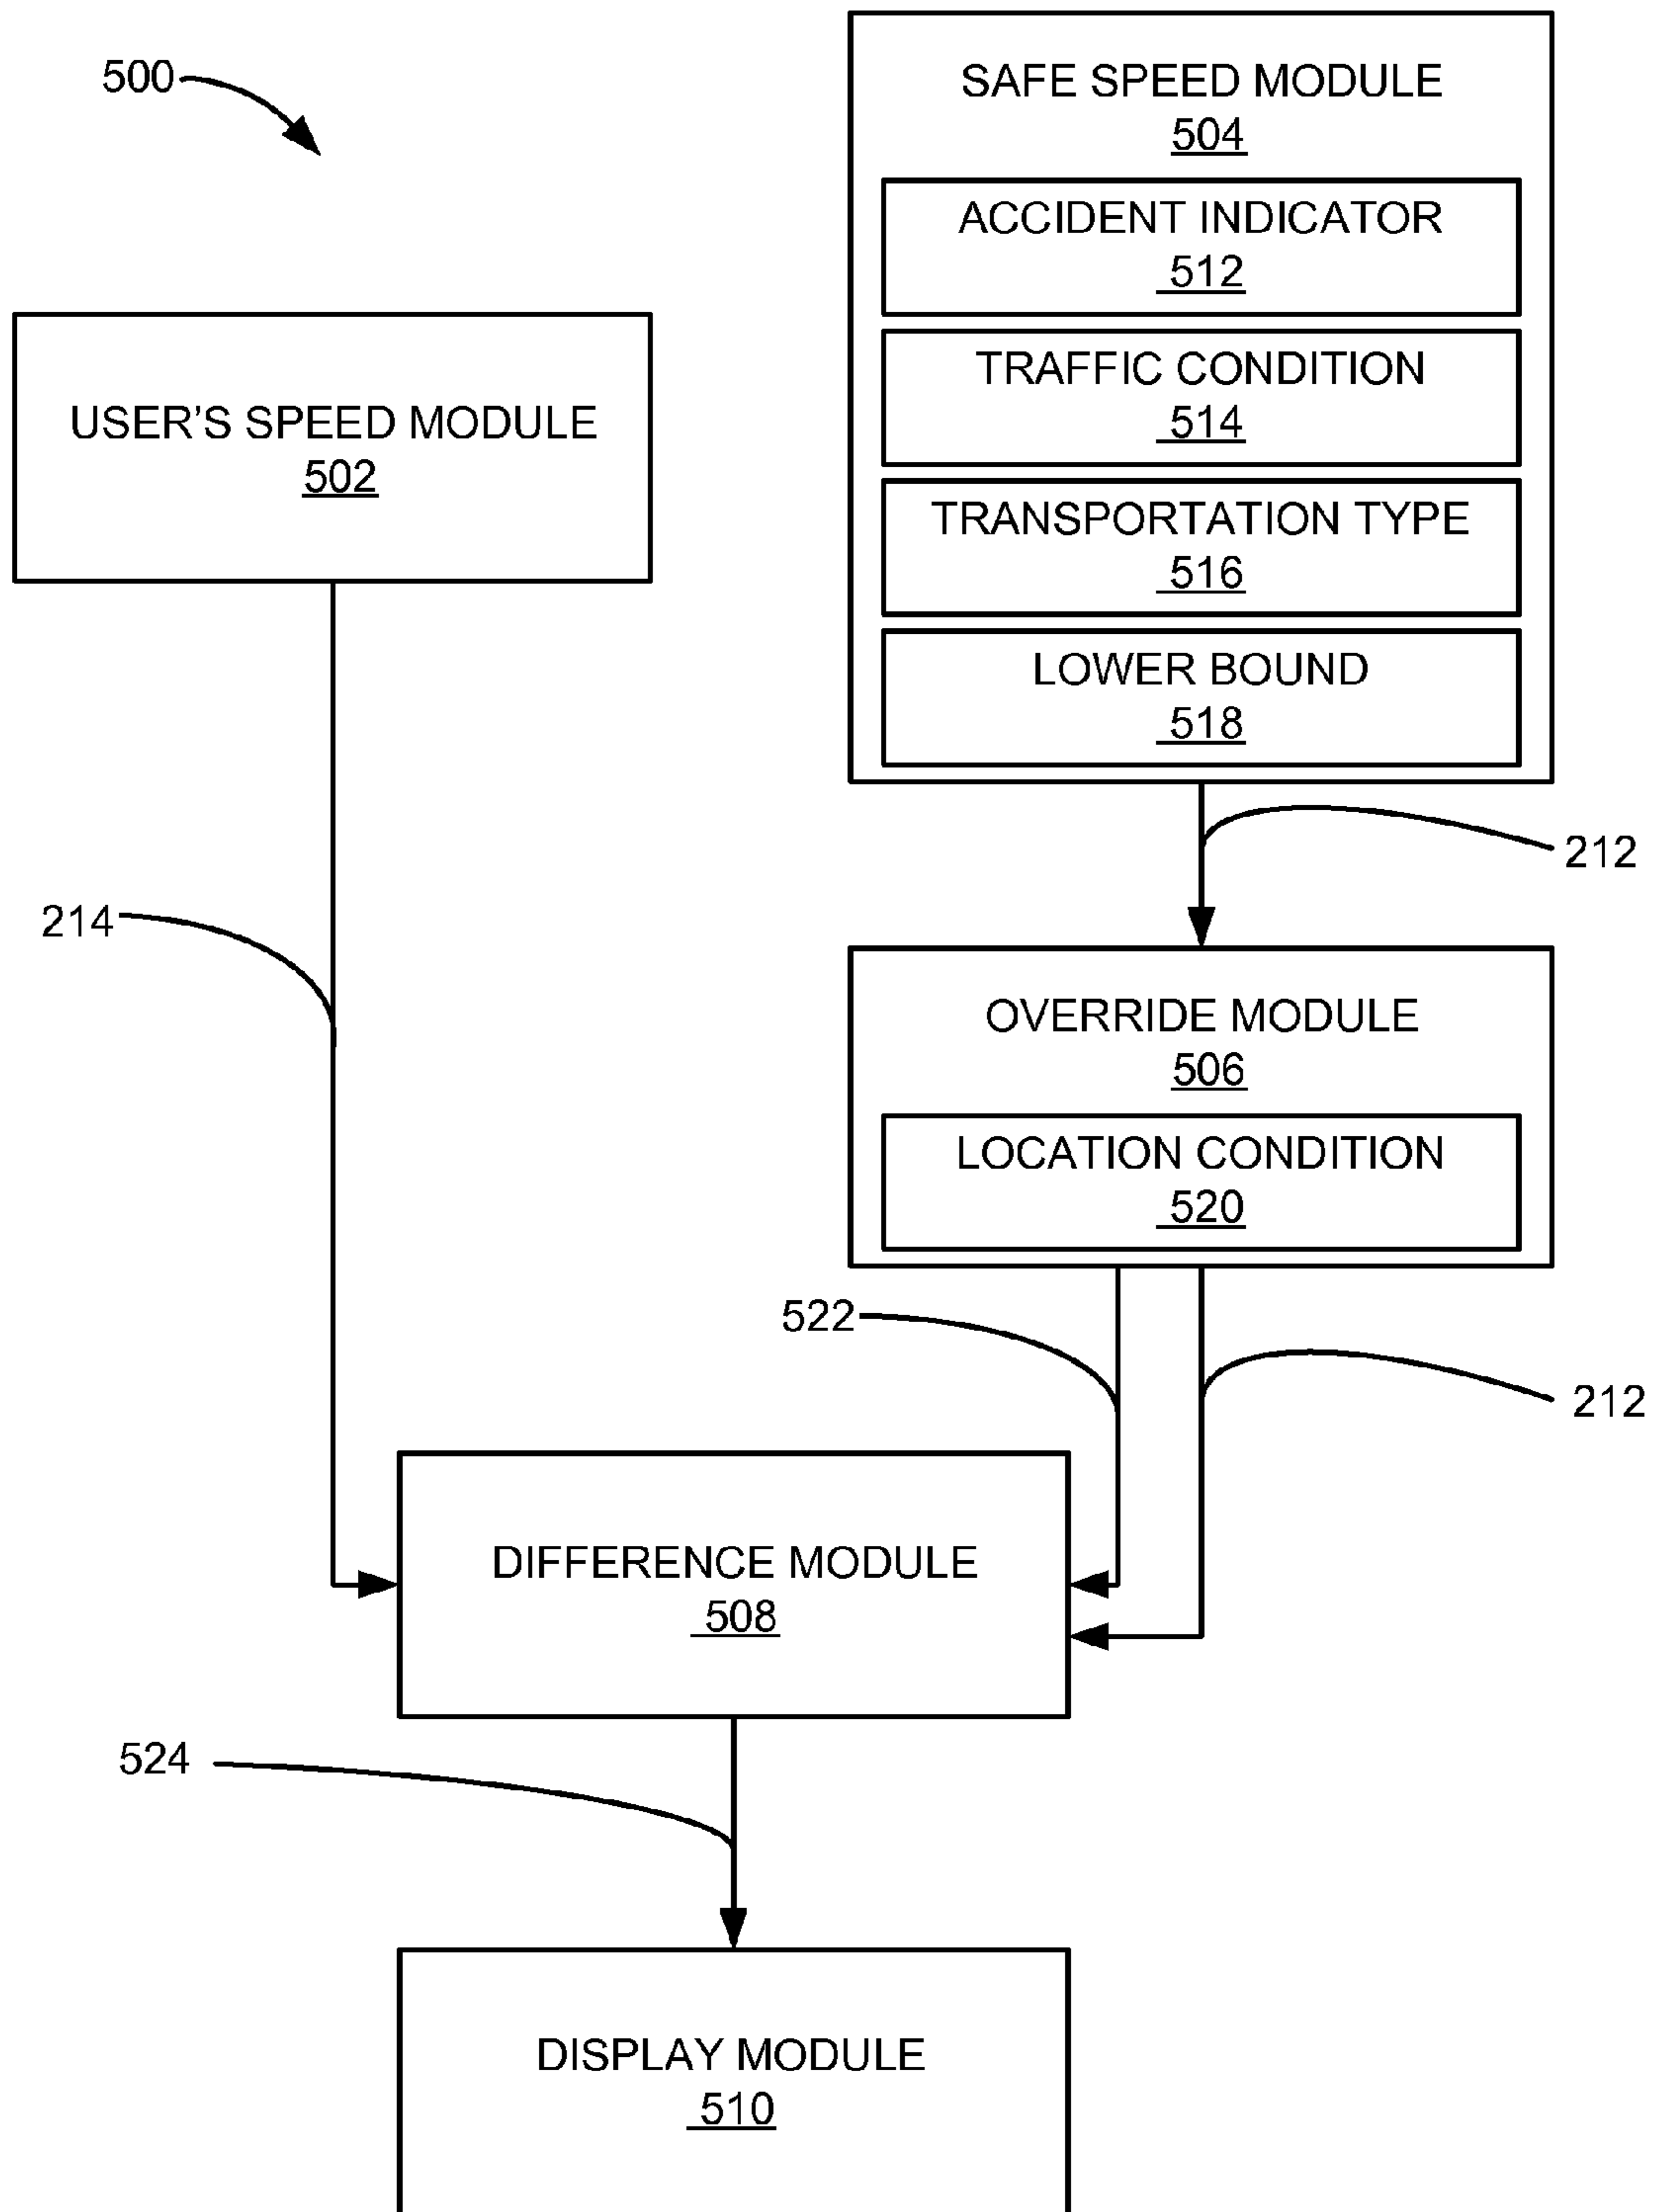 500
SAFE SPEED MODULE
504
ACCIDENT INDICATOR
512
TRAFFIC CONDITION
514
TRANSPORTATION TYPE
516
LOWER BOUND
518
USER'S SPEED MODULE
502
212
214
OVERRIDE MODULE
506
LOCATION CONDITION
520
522
212
DIFFERENCE MODULE
508
524
DISPLAY MODULE
510